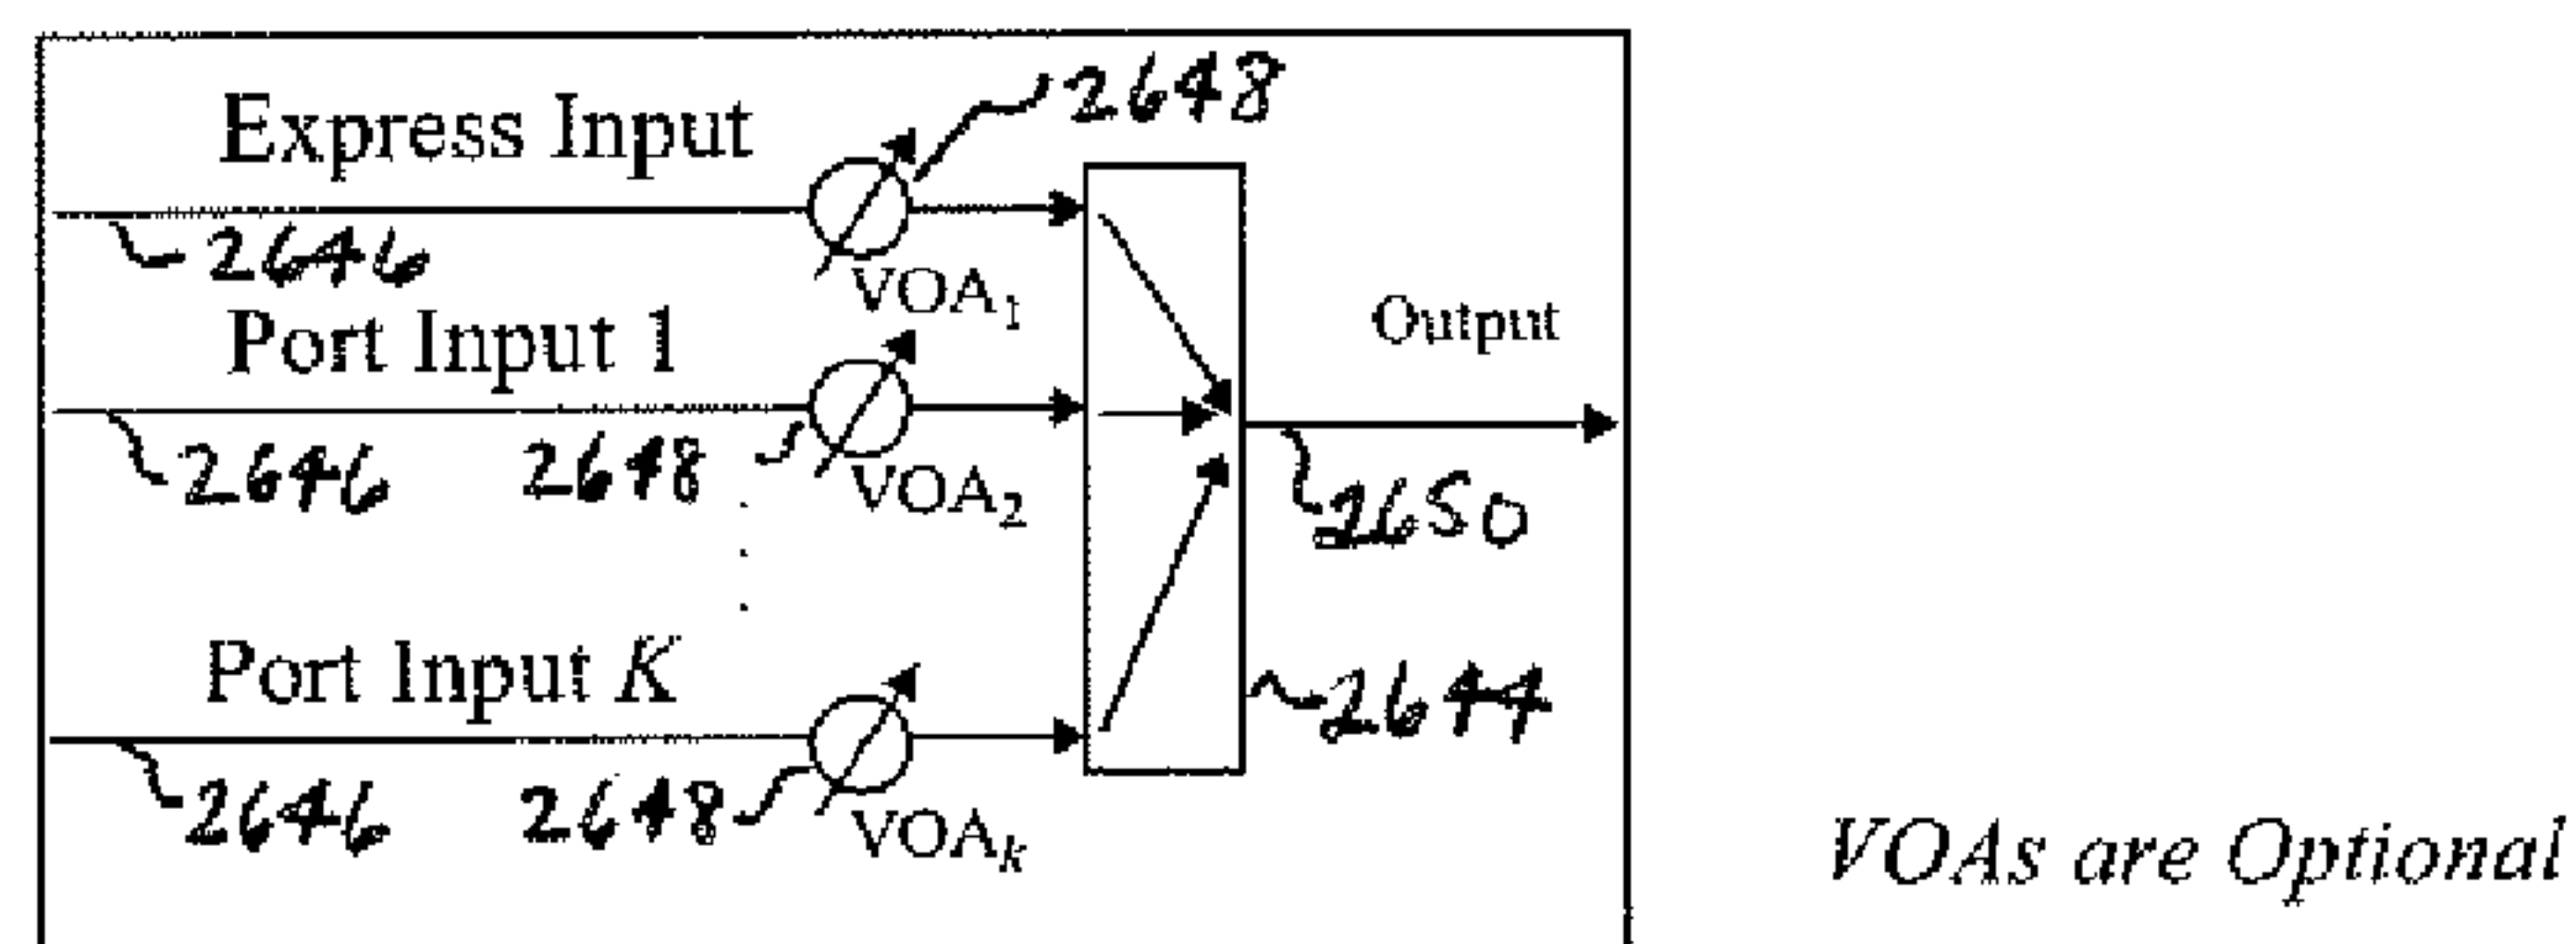 Express Input
2648
2646
VOA1
Port Input 1
Output
2646
2648
VOA2
2650
Port Input K
2644
2646
2648
VOAk
VOAs are Optional